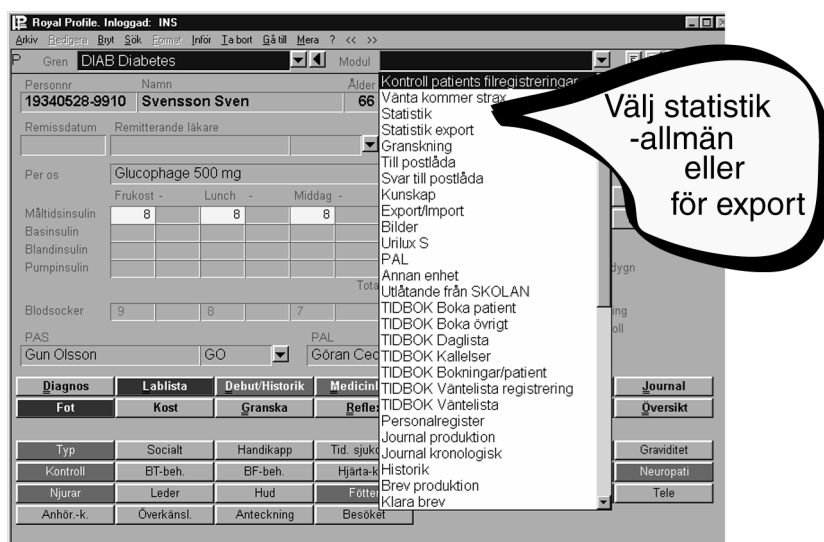 Royal Profile. Inloggad: INS
Arkiv Redigera Bryt Sök Format Inför Ta bort Gå till Mera ? << >>
P Gren DIAB Diabetes Modul
Personnr Namn Ålder
19340528-9910 Svensson Sven 66
Remissdatum Remitterande läkare
Per os Glucophage 500 mg
Frukost - Lunch - Middag -
Måltidsinsulin 8 8 8
Basinsulin
Blandinsulin
Pumpinsulin
dygn
Blodsocker 9 8 7
PAS PAL
Gun Olsson GO
Diagnos Lablista Debut/Historik Journal
Fot Kost Granska Översikt
Typ Socialt Handikapp Graviditet
Kontroll BT-beh. BF-beh. Neuropati
Njurar Leder Hud Tele
Anhör.-k. Överkänsl. Anteckning Besöket
Kontroll patients filregistreringar
Vänta kommer strax
Statistik
Statistik export
Granskning
Till postlåda
Svar till postlåda
Kunskap
Export/Import
Bilder
Urilux S
PAL
Annan enhet
Utlåtande från SKOLAN
TIDBOK Boka patient
TIDBOK Boka övrigt
TIDBOK Daglista
TIDBOK Kallelser
TIDBOK Bokningar/patient
TIDBOK Väntelista registrering
TIDBOK Väntelista
Personalregister
Journal produktion
Journal kronologisk
Historik
Brev produktion
Klara brev
Välj statistik
-allmän
eller
för export